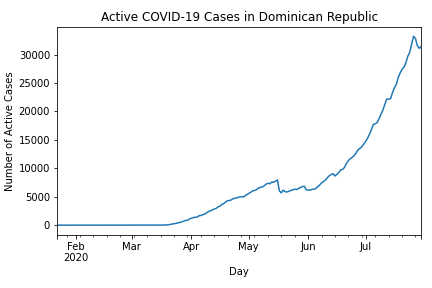 Active COVID-19 Cases in Dominican Republic
Number of Active Cases
30000
25000
20000
15000
10000
5000
0
Feb Mar Apr May Jun Jul
2020
Day